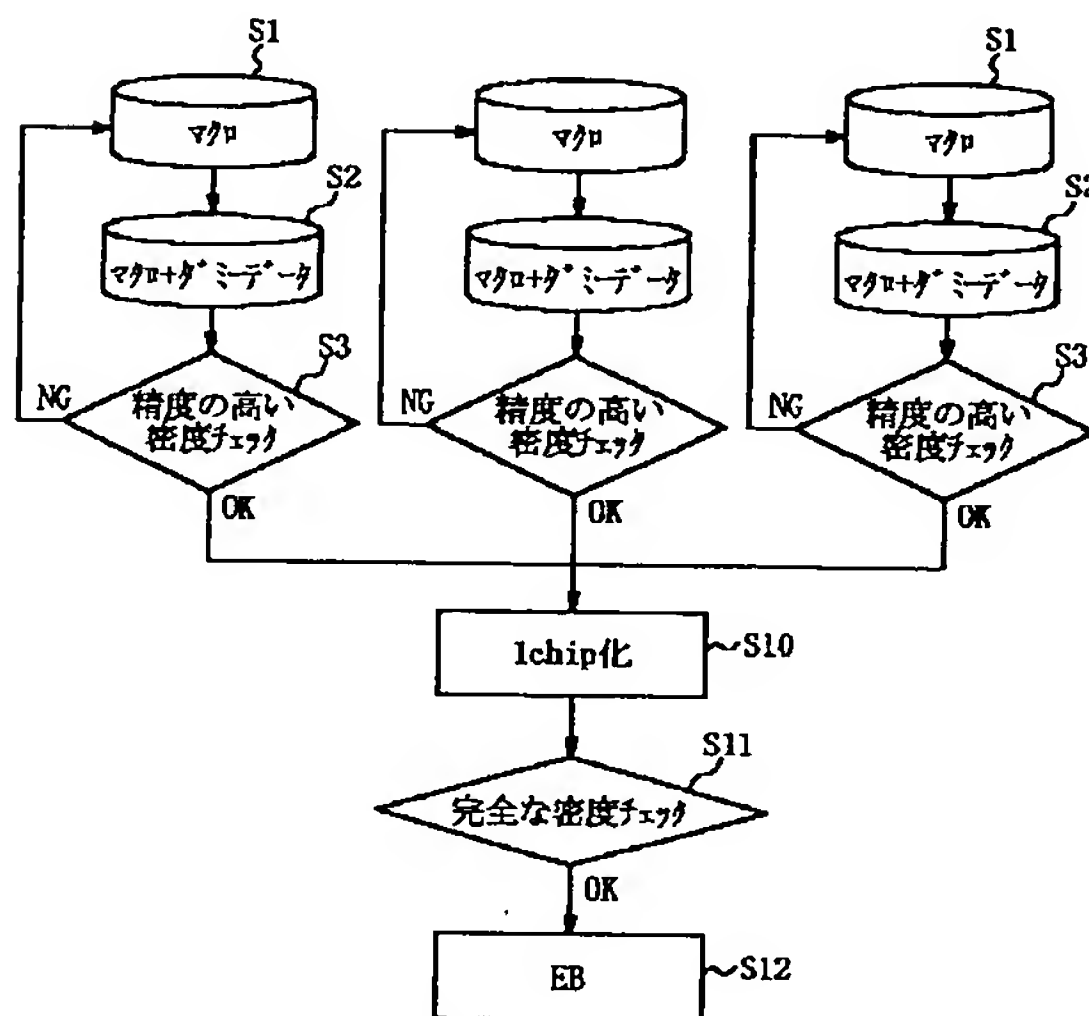 S1
S1
マクロ
マクロ
マクロ
S2
S2
マクロ+ダミーデータ
マクロ+ダミーデータ
マクロ+ダミーデータ
S3
S3
NG
精度の高い
密度チェック
NG
精度の高い
密度チェック
NG
精度の高い
密度チェック
OK
OK
OK
1chip化
S10
S11
完全な密度チェック
OK
EB
S12